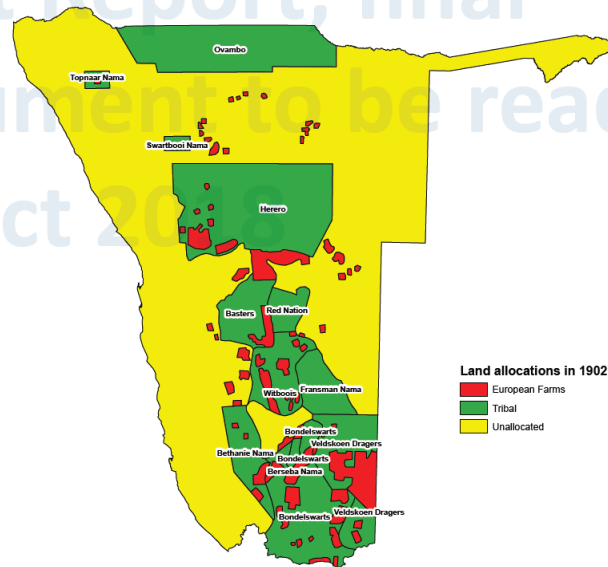 t Report, final
Ovambo
Topnaar Nama
ument to be read
Swartbooi Nama
Herero
ct 2018
Basters
Red Nation
Land allocations in 1902
European Farms
Tribal
Unallocated
Fransman Nama
Witboois
Bondelswarts
Veldskoen Dragers
Bethanie Nama
Bondelswarts
Berseba Nama
Bondelswarts
Veldskoen Dragers